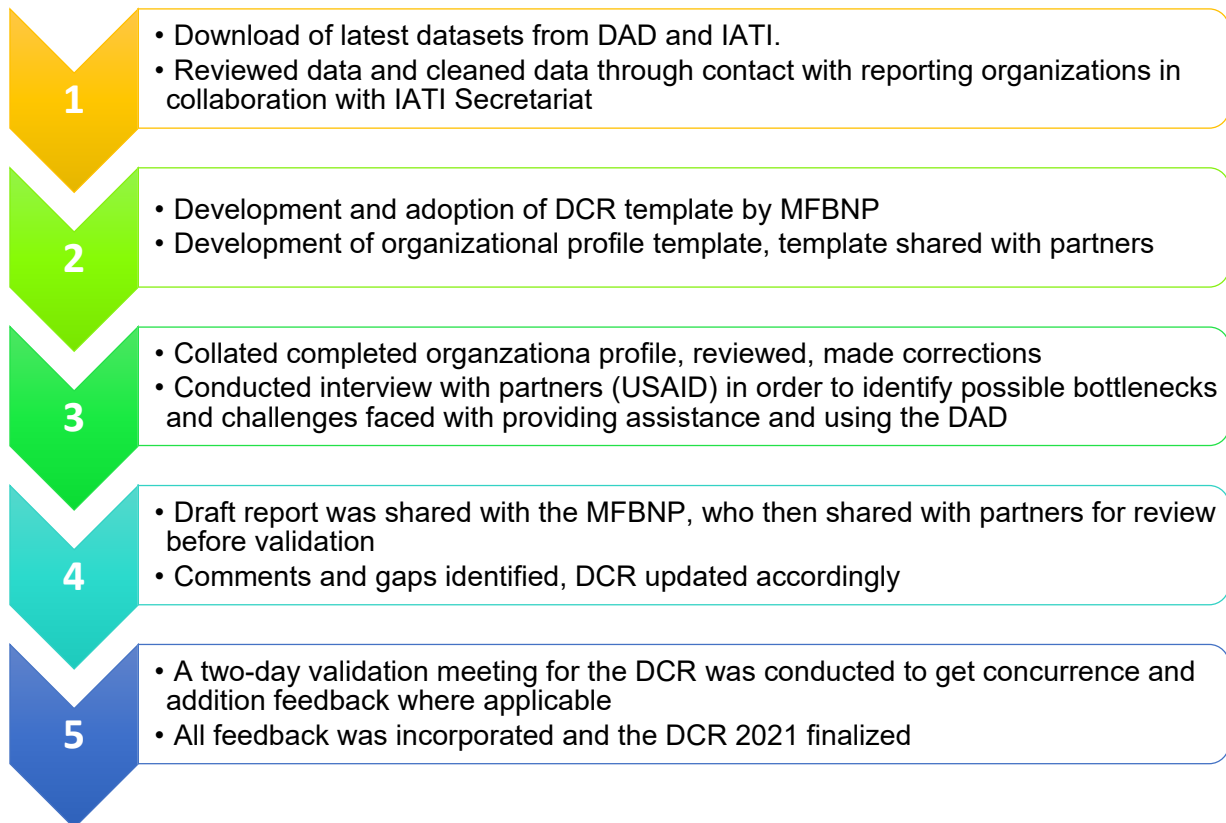 1
• Download of latest datasets from DAD and IATI.
• Reviewed data and cleaned data through contact with reporting organizations in
collaboration with IATI Secretariat
2
• Development and adoption of DCR template by MFBNP
• Development of organizational profile template, template shared with partners
3
• Collated completed organzationa profile, reviewed, made corrections
• Conducted interview with partners (USAID) in order to identify possible bottlenecks
and challenges faced with providing assistance and using the DAD
4
• Draft report was shared with the MFBNP, who then shared with partners for review
before validation
• Comments and gaps identified, DCR updated accordingly
5
• A two-day validation meeting for the DCR was conducted to get concurrence and
addition feedback where applicable
• All feedback was incorporated and the DCR 2021 finalized